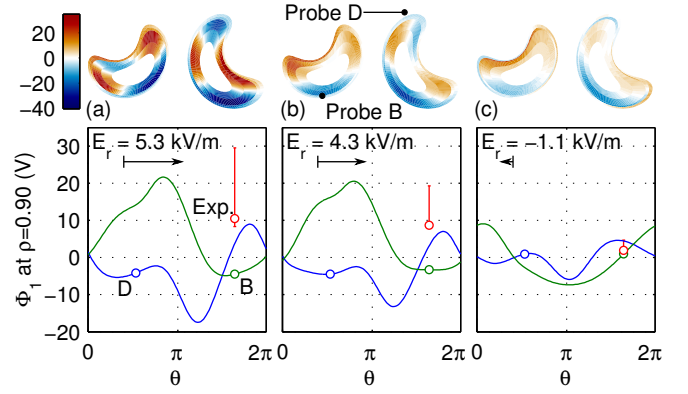 Probe D
20
0
−20
−40
(a)
(b)
(c)
Probe B
Φ1 at ρ=0.90 (V)
30
20
10
0
−10
−20
E_r = 5.3 kV/m
E_r = 4.3 kV/m
E_r = −1.1 kV/m
Exp.
D
B
0 π 2π
0 π 2π
0 π 2π
θ θ θ